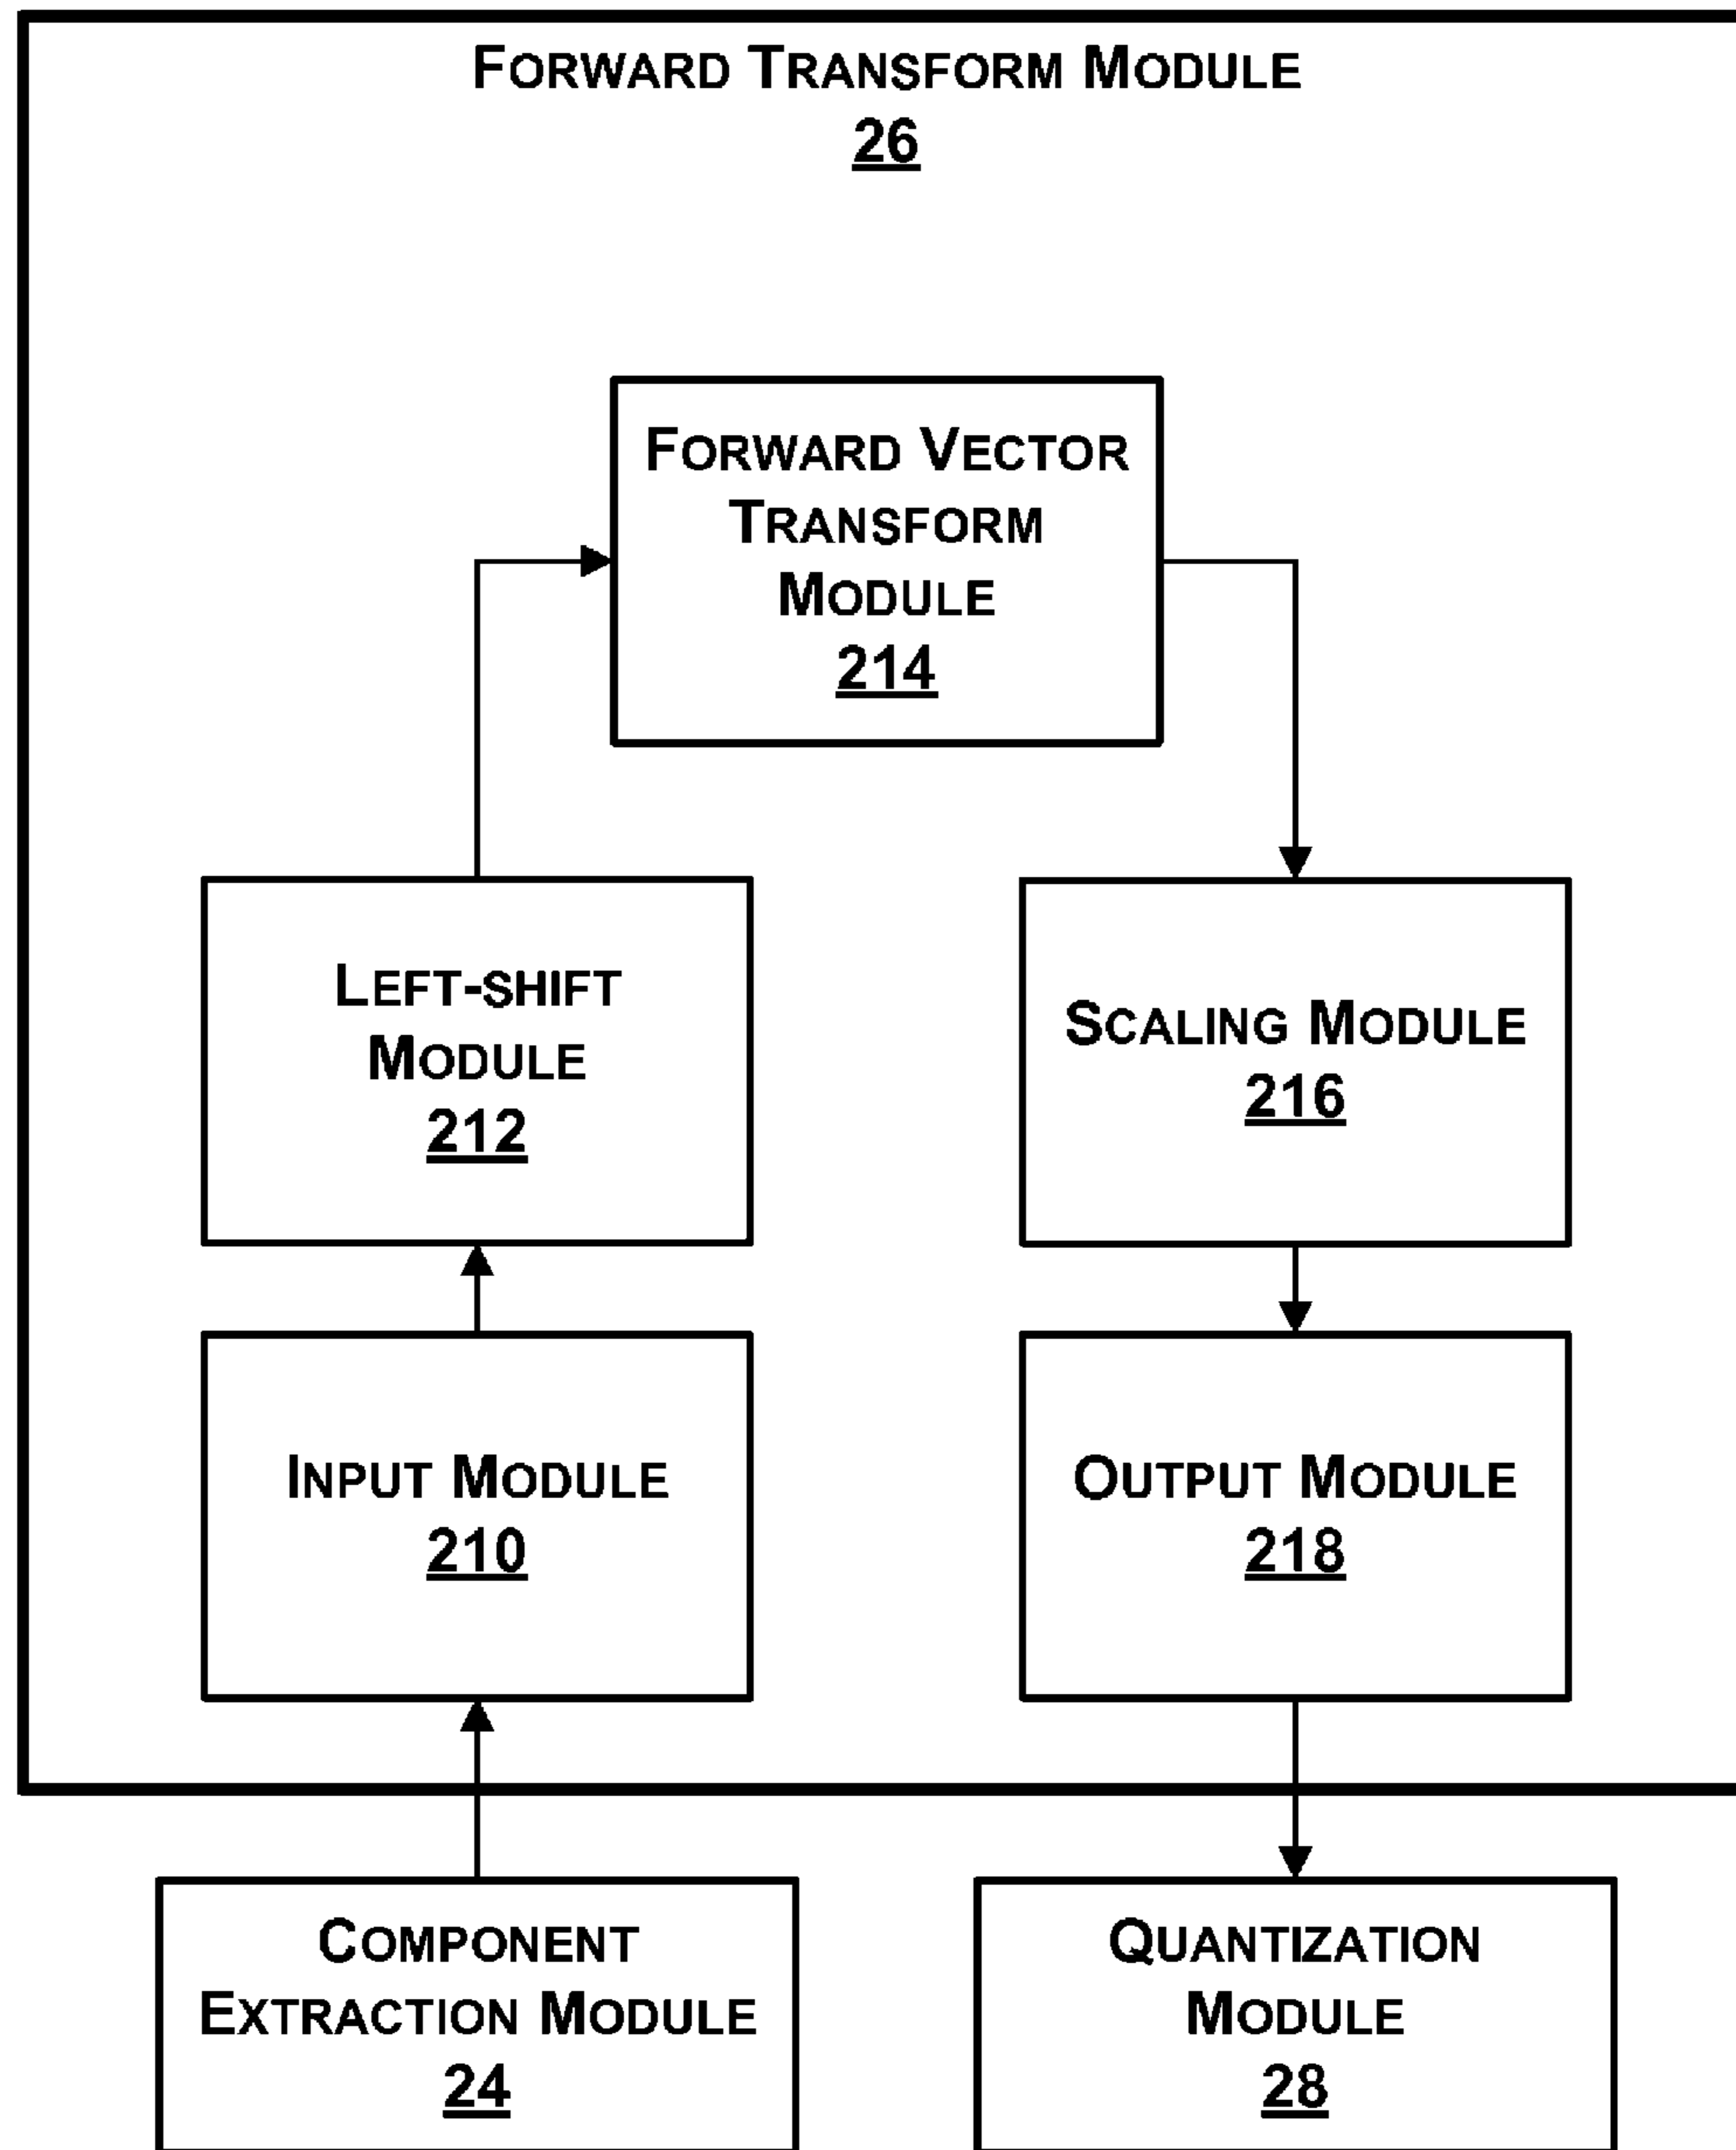 FORWARD TRANSFORM MODULE
26
FORWARD VECTOR
TRANSFORM
MODULE
214
LEFT-SHIFT
MODULE
212
SCALING MODULE
216
INPUT MODULE
210
OUTPUT MODULE
218
COMPONENT
EXTRACTION MODULE
24
QUANTIZATION
MODULE
28